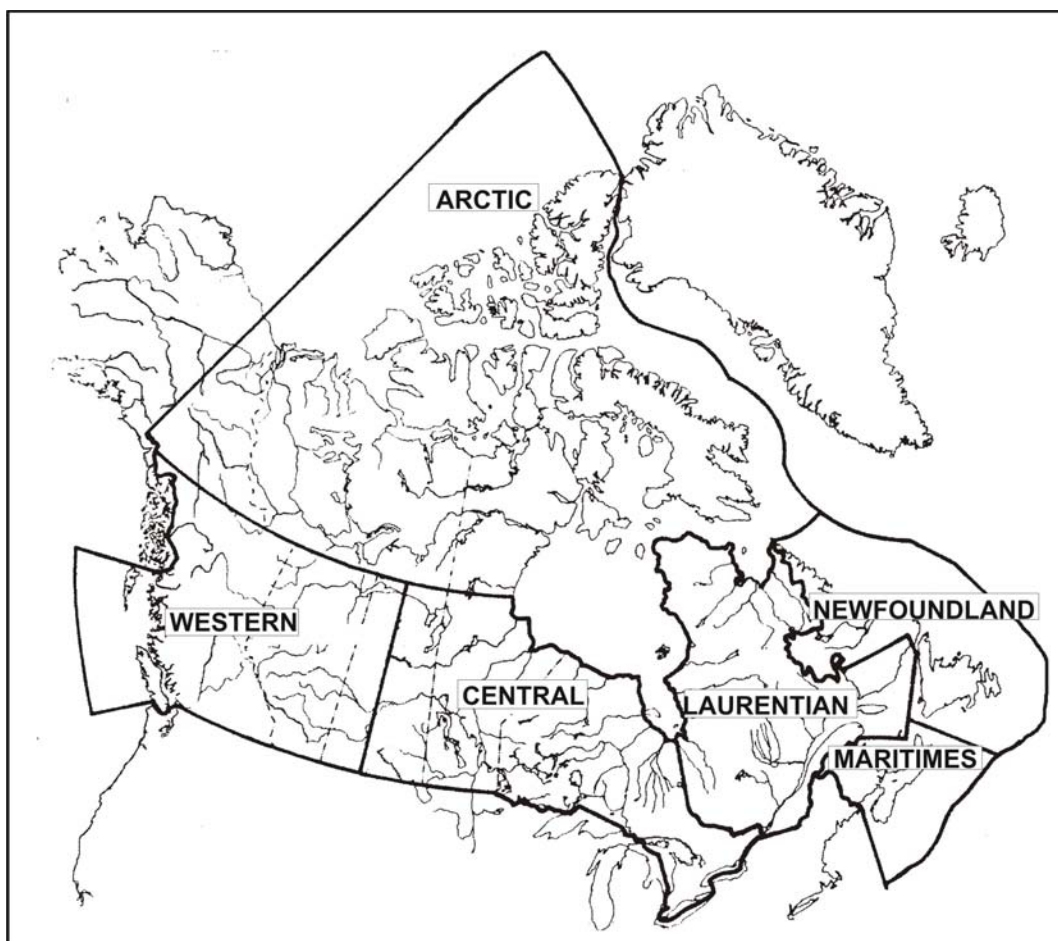 ARCTIC
NEWFOUNDLAND
WESTERN
CENTRAL
LAURENTIAN
MARITIMES